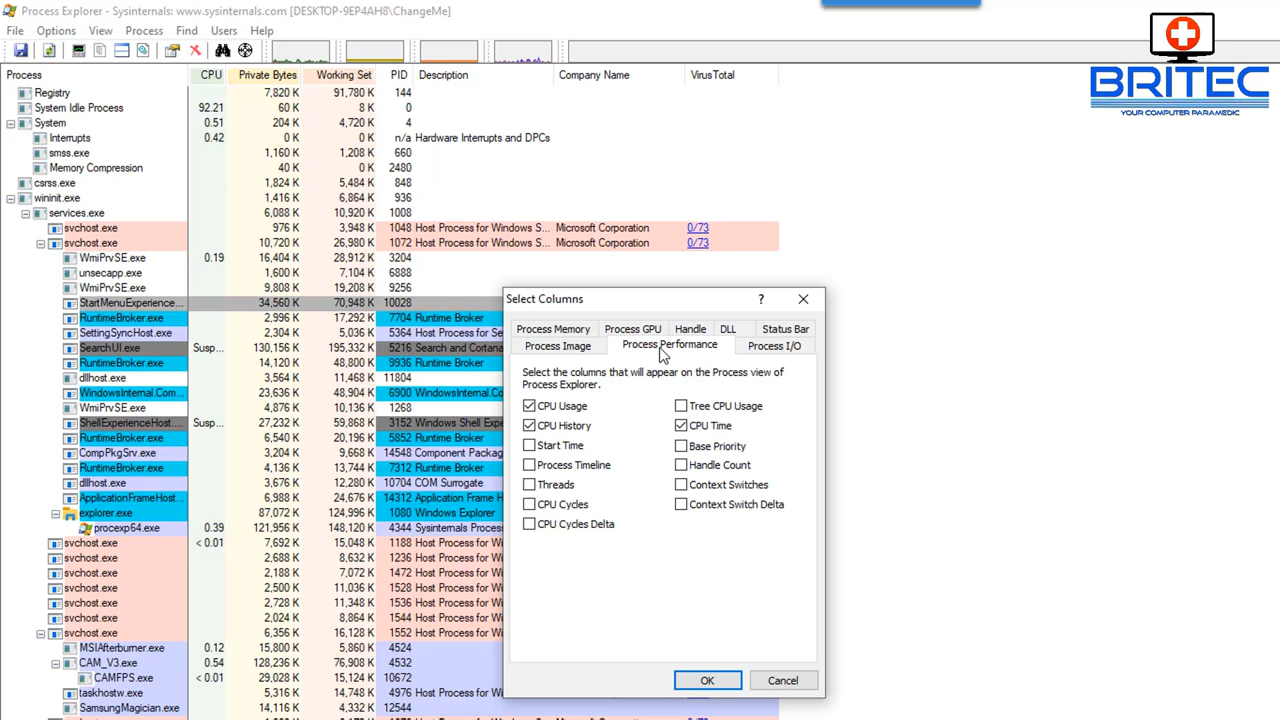 Process Explorer - Sysinternals: www.sysinternals.com [DESKTOP-9EP4AH8\ChangeMe]
File Options View Process Find Users Help
BRITEC
YOUR COMPUTER PARAMEDIC
Process CPU Private Bytes Working Set PID Description Company Name VirusTotal
Registry 7,820 K 91,780 K 144
System Idle Process 92.21 60 K 8 K 0
System 0.51 204 K 4,720 K 4
Interrupts 0.42 0 K 0 K n/a Hardware Interrupts and DPCs
smss.exe 1,160 K 1,208 K 660
Memory Compression 40 K 0 K 2480
csrss.exe 1,824 K 5,484 K 848
wininit.exe 1,416 K 6,864 K 936
services.exe 6,088 K 10,920 K 1008
svchost.exe 976 K 3,948 K 1048 Host Process for Windows S... Microsoft Corporation 0/73
svchost.exe 10,720 K 26,980 K 1072 Host Process for Windows S... Microsoft Corporation 0/73
WmiPrvSE.exe 0.19 16,404 K 28,912 K 3204
unsecapp.exe 1,600 K 7,104 K 6888
WmiPrvSE.exe 9,808 K 19,208 K 9256
StartMenuExperience... 34,560 K 70,948 K 10028
RuntimeBroker.exe 2,996 K 17,292 K 7704 Runtime Broker
SettingSyncHost.exe 2,304 K 5,036 K 5364 Host Process for Se
SearchUI.exe Susp... 130,156 K 195,332 K 5216 Search and Cortana
RuntimeBroker.exe 14,120 K 48,800 K 9936 Runtime Broker
dllhost.exe 3,564 K 11,468 K 11804
WindowsInternal.Com... 23,636 K 48,904 K 6900 WindowsInternal.Com
WmiPrvSE.exe 4,876 K 10,136 K 1268
ShellExperienceHost... Susp... 27,232 K 59,868 K 3152 Windows Shell Expe
RuntimeBroker.exe 6,540 K 20,196 K 5852 Runtime Broker
CompPkgSrv.exe 3,204 K 9,668 K 14548 Component Package
RuntimeBroker.exe 4,136 K 13,744 K 7312 Runtime Broker
dllhost.exe 3,676 K 12,280 K 10704 COM Surrogate
ApplicationFrameHost... 6,988 K 24,676 K 14312 Application Frame H
explorer.exe 87,072 K 124,996 K 1080 Windows Explorer
procexp64.exe 0.39 121,956 K 148,120 K 4344 Sysinternals Proces
svchost.exe < 0.01 7,692 K 15,048 K 1188 Host Process for Wi
svchost.exe 2,688 K 8,632 K 1236 Host Process for Wi
svchost.exe 2,188 K 7,072 K 1472 Host Process for Wi
svchost.exe 2,500 K 11,036 K 1528 Host Process for Wi
svchost.exe 2,728 K 11,348 K 1536 Host Process for Wi
svchost.exe 2,024 K 8,864 K 1544 Host Process for Wi
svchost.exe 6,356 K 16,128 K 1552 Host Process for Wi
MSIAfterburner.exe 0.12 15,800 K 5,860 K 4524
CAM_V3.exe 0.54 128,236 K 76,908 K 4532
CAMFPS.exe < 0.01 29,028 K 15,124 K 10672
taskhostw.exe 5,316 K 14,748 K 4976 Host Process for Wi
SamsungMagician.exe 14,116 K 4,332 K 12544
Select Columns ?
Process Memory Process GPU Handle DLL Status Bar
Process Image Process Performance Process I/O
Select the columns that will appear on the Process view of
Process Explorer.
CPU Usage Tree CPU Usage
CPU History CPU Time
Start Time Base Priority
Process Timeline Handle Count
Threads Context Switches
CPU Cycles Context Switch Delta
CPU Cycles Delta
OK Cancel